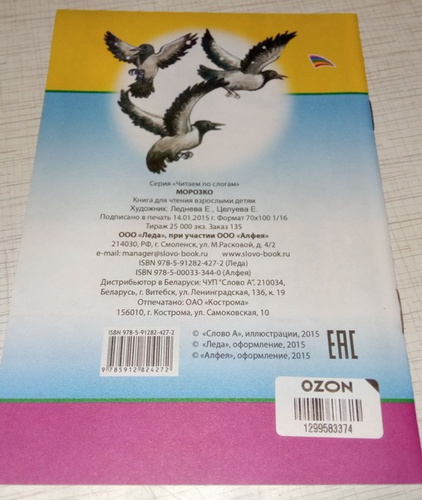 Серия «Читаем по слогам»
МОРОЗКО
Книга для чтения взрослыми детям
Художник: Леднева Е., Целуева Е.
Подписано в печать 14.01.2015 г. Формат 70х100 1/16
Тираж 25 000 экз. Заказ 135
ООО «Леда», при участии ООО «Алфея»
214030, РФ, г. Смоленск, ул. М.Расковой, д. 4/2
e-mail: manager@slovo-book.ru www.slovo-book.ru
ISBN 978-5-91282-427-2 (Леда)
ISBN 978-5-00033-344-0 (Алфея)
Дистрибьютор в Беларуси: ЧУП "Слово А", 210034,
Беларусь, г. Витебск, ул. Ленинградская, 136, к. 19
Отпечатано: ОАО «Кострома»
156010, г. Кострома, ул. Самоковская, 10
ISBN 978-5-91282-427-2
9 785912 824272
© «Слово А», иллюстрации, 2015
© «Леда», оформление, 2015
© «Алфея», оформление, 2015
EAC
OZON
1299583374